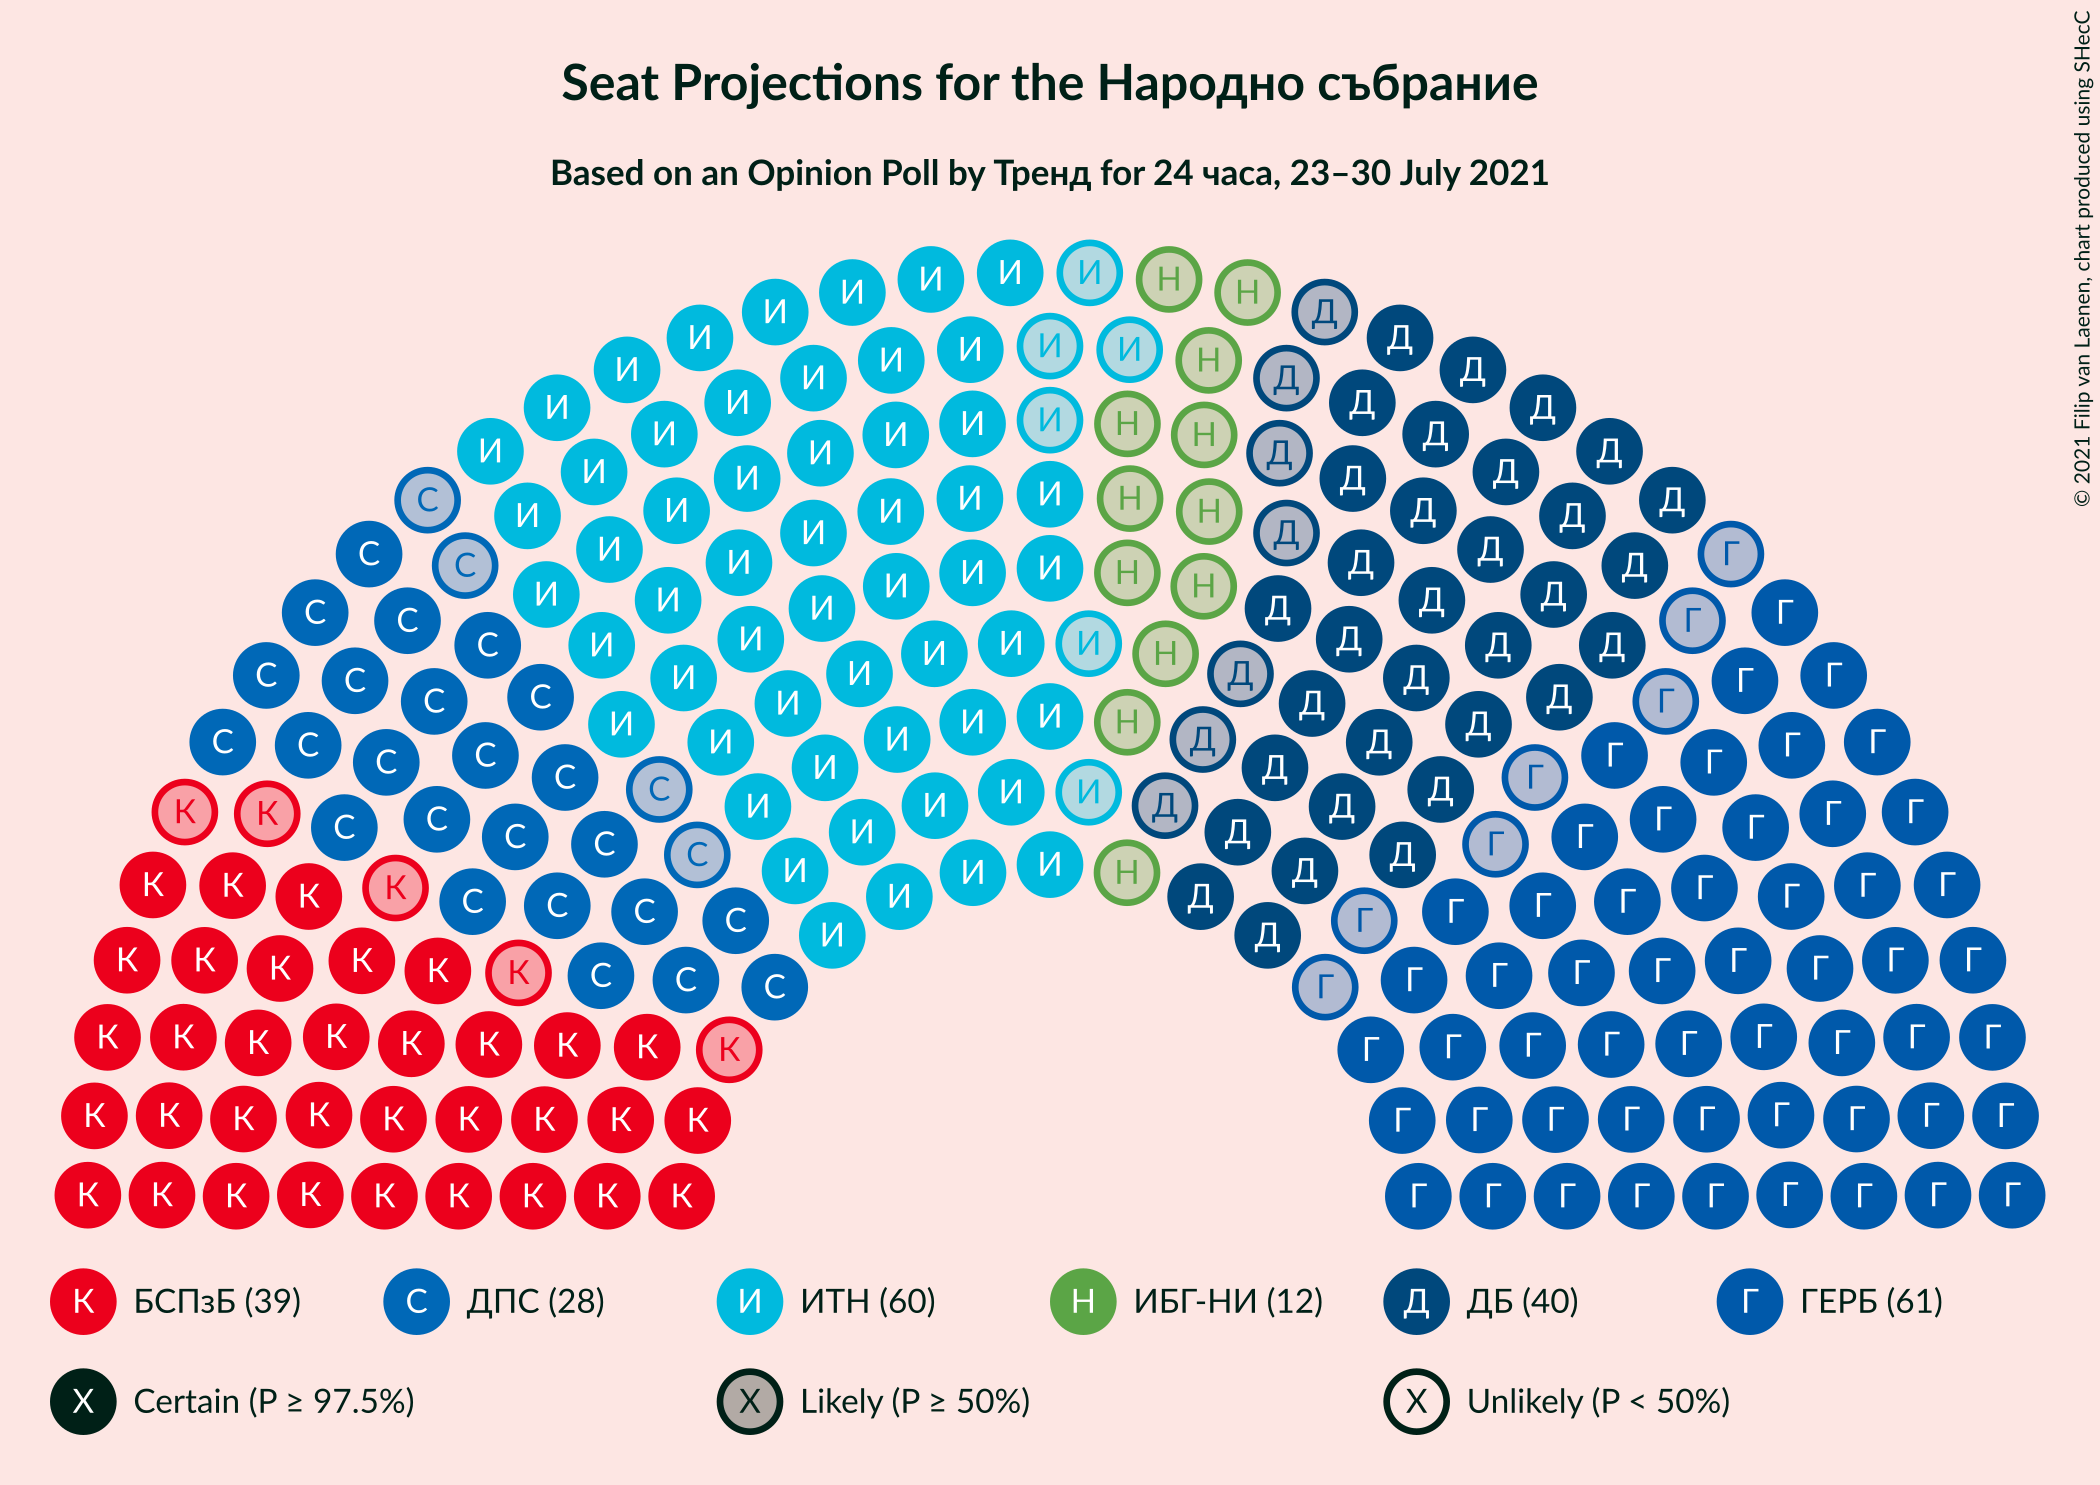 Seat Projections for the Народно събрание
Based on an Opinion Poll by Тренд for 24 часа, 23–30 July 2021
© 2021 Filip van Laenen, chart produced using SHecC
К БСПзБ (39) С ДПС (28) И ИТН (60) Н ИБГ-НИ (12) Д ДБ (40) Г ГЕРБ (61)
X Certain (P ≥ 97.5%) X Likely (P ≥ 50%) X Unlikely (P < 50%)